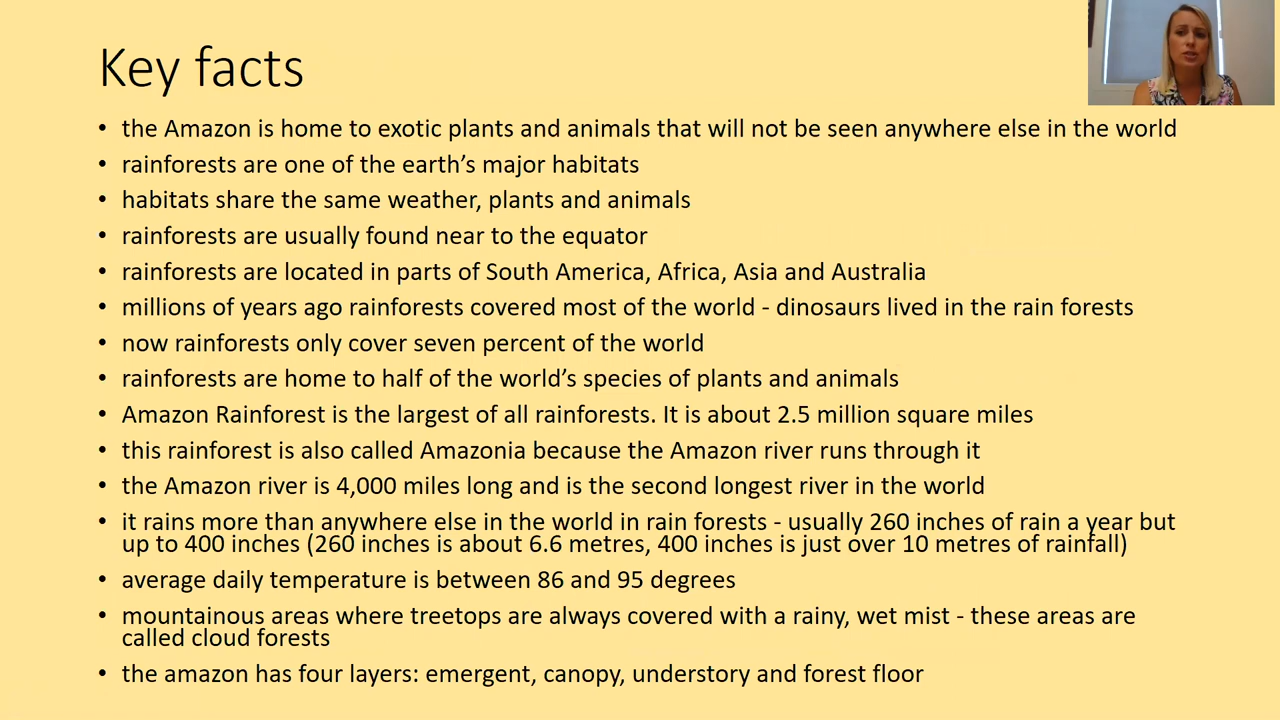 Key facts
• the Amazon is home to exotic plants and animals that will not be seen anywhere else in the world
• rainforests are one of the earth's major habitats
• habitats share the same weather, plants and animals
• rainforests are usually found near to the equator
• rainforests are located in parts of South America, Africa, Asia and Australia
• millions of years ago rainforests covered most of the world - dinosaurs lived in the rain forests
• now rainforests only cover seven percent of the world
• rainforests are home to half of the world's species of plants and animals
• Amazon Rainforest is the largest of all rainforests. It is about 2.5 million square miles
• this rainforest is also called Amazonia because the Amazon river runs through it
• the Amazon river is 4,000 miles long and is the second longest river in the world
• it rains more than anywhere else in the world in rain forests - usually 260 inches of rain a year but
up to 400 inches (260 inches is about 6.6 metres, 400 inches is just over 10 metres of rainfall)
• average daily temperature is between 86 and 95 degrees
• mountainous areas where treetops are always covered with a rainy, wet mist - these areas are
called cloud forests
• the amazon has four layers: emergent, canopy, understory and forest floor